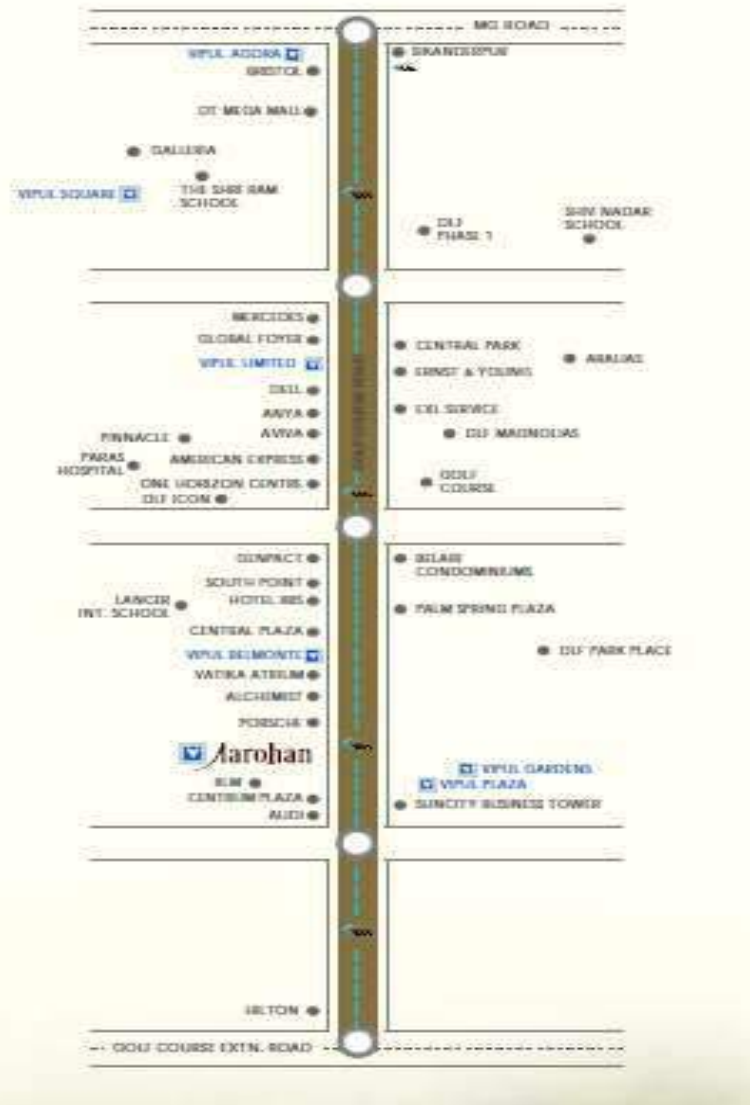 MG ROAD
VIPUL AGORA
SIKANDERPUR
BRISTOL
DT MEGA MALL
GALLERIA
THE SHRI RAM
SCHOOL
VIPUL SQUARE
DLF
PHASE 1
SHIV NADAR
SCHOOL
MERCEDES
GLOBAL FOYER
VIPUL LIMITED
CENTRAL PARK
ARALIAS
ERNST & YOUNG
DELL
EXL SERVICE
AVIVA
DLF MAGNOLIAS
PINNACLE
PARAS
HOSPITAL
AMERICAN EXPRESS
ONE HORIZON CENTRE
DLF ICON
GOLF
COURSE
GENPACT
BELAIRE
CONDOMINIUMS
SOUTH POINT
HOTEL IBIS
LANCER
INT. SCHOOL
PALM SPRING PLAZA
CENTRAL PLAZA
VIPUL BELMONTE
DLF PARK PLACE
VATIKA ATRIUM
ALCHEMIST
PORSCHE
Aarohan
VIPUL GARDENS
VIPUL PLAZA
CENTRUM PLAZA
SUNCITY BUSINESS TOWER
AUDI
HILTON
GOLF COURSE EXTN. ROAD